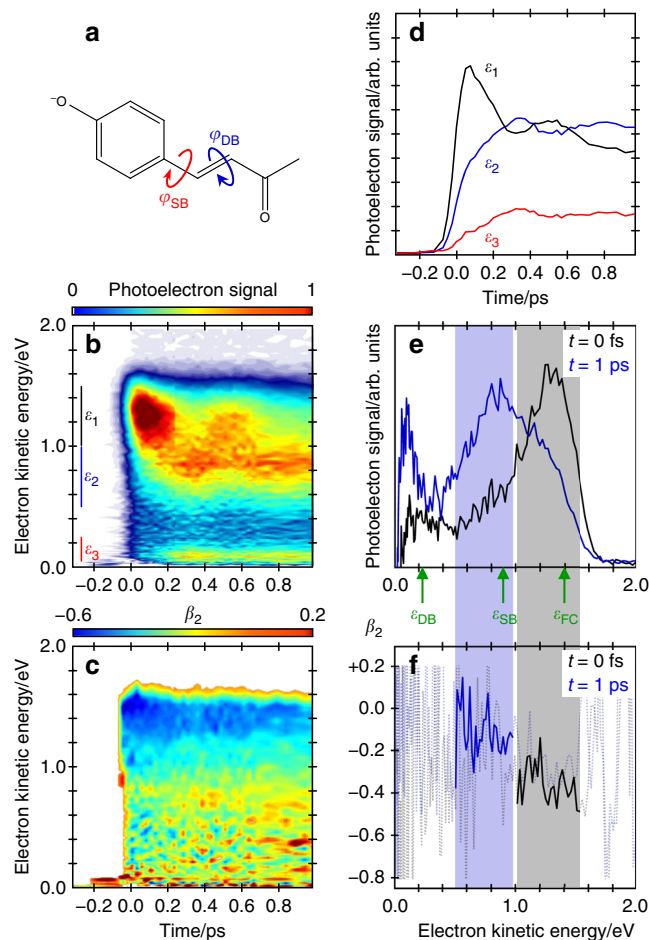 a
⁻O
φDB
φSB
O
d
Photoelecton signal/arb. units
ε1
ε2
ε3
−0.2 0.0 0.2 0.4 0.6 0.8
Time/ps
0 Photoelectron signal 1
b
Electron kinetic energy/eV
2.0
1.0
0.0
ε1
ε2
ε3
−0.2 0.0 0.2 0.4 0.6 0.8
e
t = 0 fs
t = 1 ps
Photoelecton signal/arb. units
0.0 1.0 2.0
εDB
εSB
εFC
−0.6 β2 0.2
c
Electron kinetic energy/eV
2.0
1.0
0.0
−0.2 0.0 0.2 0.4 0.6 0.8
Time/ps
β2
f
t = 0 fs
t = 1 ps
+0.2
0.0
−0.2
−0.4
−0.6
−0.8
0.0 1.0 2.0
Electron kinetic energy/eV